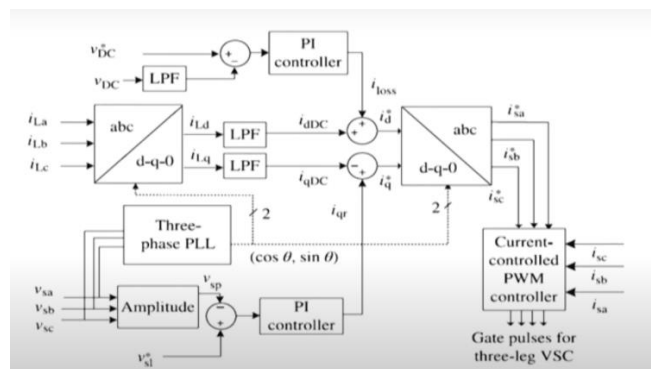 v*DC
PI
controller
vDC
LPF
iloss
iLa
iLb
iLc
abc
d-q-0
iLd
LPF
idDC
+
+
i*d
abc
d-q-0
i*sa
i*sb
i*sc
iLq
LPF
iqDC
−
+
i*q
2
iqr
2
Three-
phase PLL
(cos θ, sin θ)
Current-
controlled
PWM
controller
isc
isb
isa
vsa
vsb
vsc
Amplitude
vsp
−
+
PI
controller
Gate pulses for
three-leg VSC